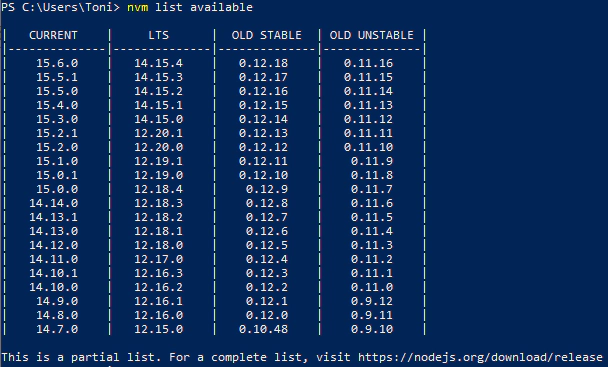 PS C:\Users\Toni> nvm list available
|   CURRENT    |     LTS      |  OLD STABLE  | OLD UNSTABLE |
|--------------|--------------|--------------|--------------|
|    15.6.0    |   14.15.4    |   0.12.18    |   0.11.16    |
|    15.5.1    |   14.15.3    |   0.12.17    |   0.11.15    |
|    15.5.0    |   14.15.2    |   0.12.16    |   0.11.14    |
|    15.4.0    |   14.15.1    |   0.12.15    |   0.11.13    |
|    15.3.0    |   14.15.0    |   0.12.14    |   0.11.12    |
|    15.2.1    |   12.20.1    |   0.12.13    |   0.11.11    |
|    15.2.0    |   12.20.0    |   0.12.12    |   0.11.10    |
|    15.1.0    |   12.19.1    |   0.12.11    |    0.11.9    |
|    15.0.1    |   12.19.0    |   0.12.10    |    0.11.8    |
|    15.0.0    |   12.18.4    |    0.12.9    |    0.11.7    |
|   14.14.0    |   12.18.3    |    0.12.8    |    0.11.6    |
|   14.13.1    |   12.18.2    |    0.12.7    |    0.11.5    |
|   14.13.0    |   12.18.1    |    0.12.6    |    0.11.4    |
|   14.12.0    |   12.18.0    |    0.12.5    |    0.11.3    |
|   14.11.0    |   12.17.0    |    0.12.4    |    0.11.2    |
|   14.10.1    |   12.16.3    |    0.12.3    |    0.11.1    |
|   14.10.0    |   12.16.2    |    0.12.2    |    0.11.0    |
|    14.9.0    |   12.16.1    |    0.12.1    |    0.9.12    |
|    14.8.0    |   12.16.0    |    0.12.0    |    0.9.11    |
|    14.7.0    |   12.15.0    |   0.10.48    |    0.9.10    |
This is a partial list. For a complete list, visit https://nodejs.org/download/release